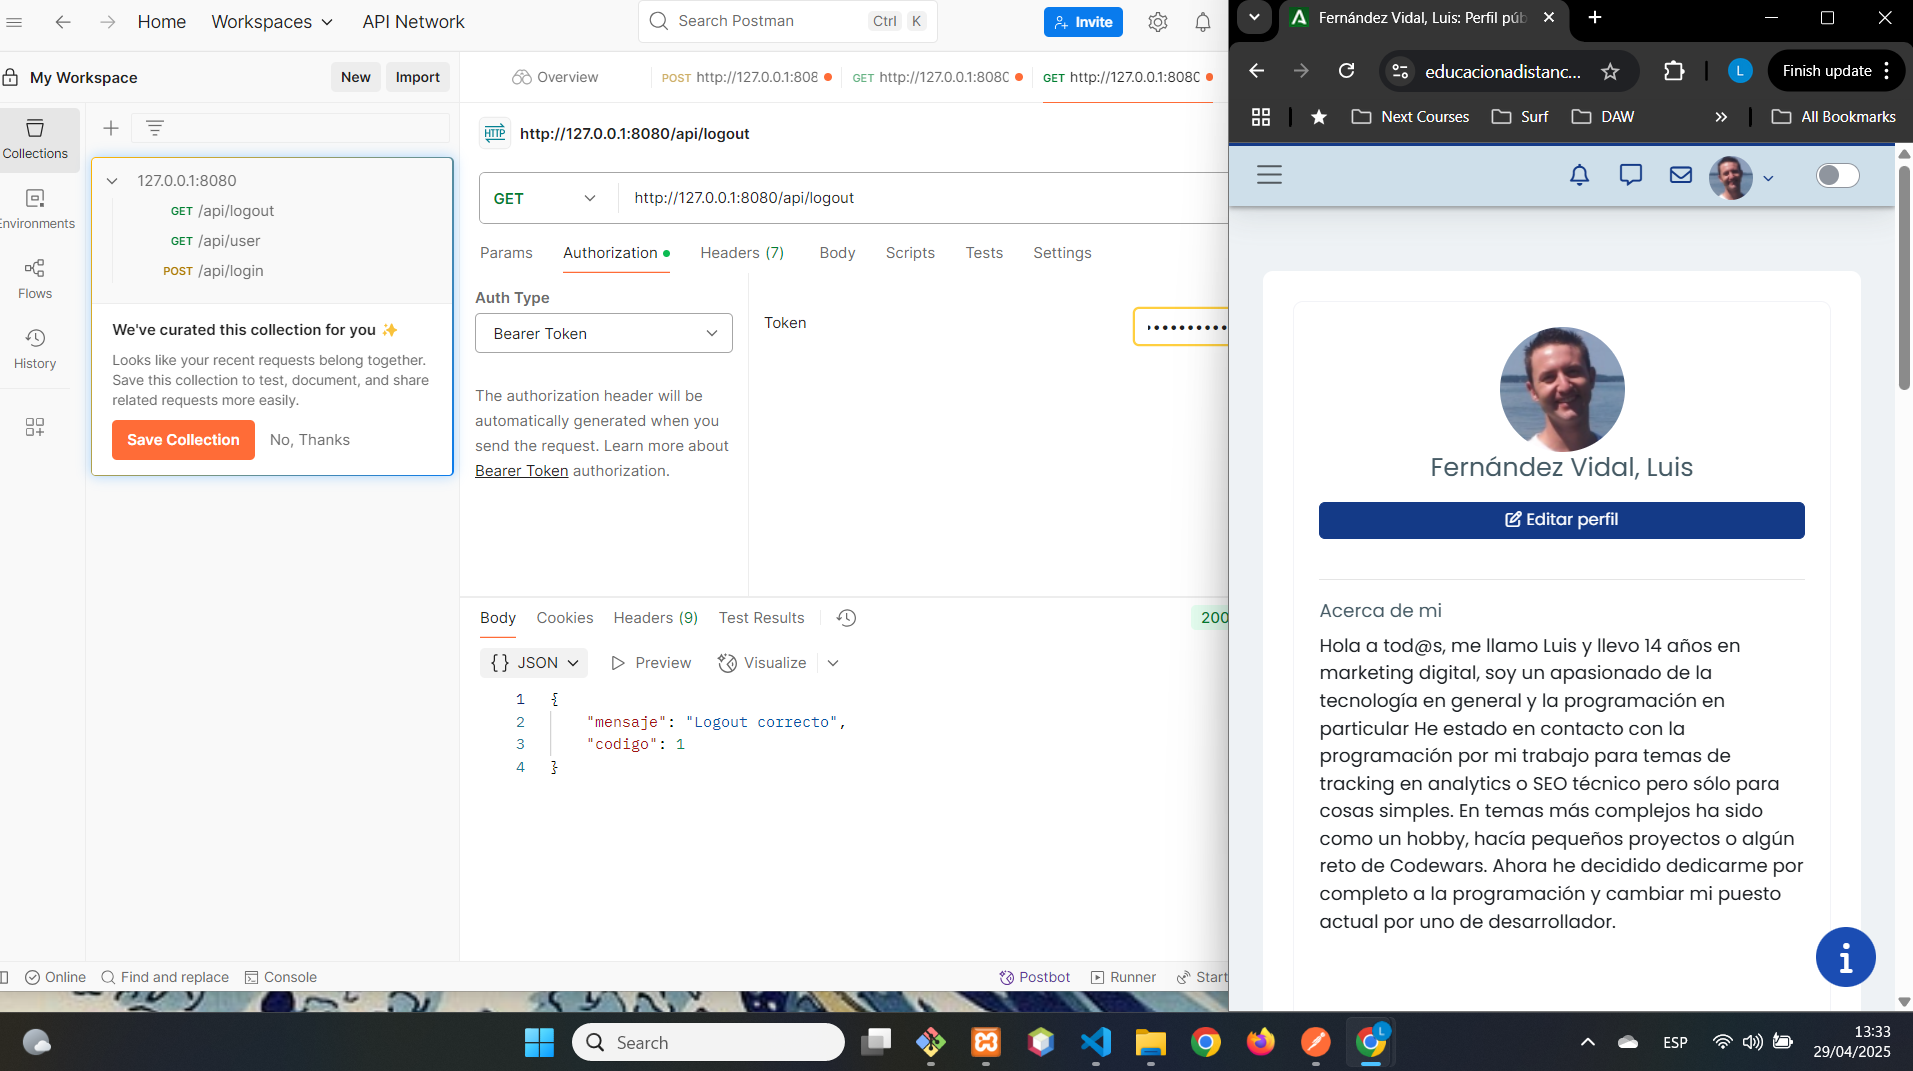 Home
Workspaces
API Network
Search Postman
Ctrl
K
Invite
My Workspace
New
Import
Overview
POST http://127.0.0.1:808
GET http://127.0.0.1:8080
GET http://127.0.0.1:8080
Collections
Environments
Flows
History
127.0.0.1:8080
GET /api/logout
GET /api/user
POST /api/login
We've curated this collection for you ✨
Looks like your recent requests belong together.
Save this collection to test, document, and share
related requests more easily.
Save Collection
No, Thanks
HTTP
http://127.0.0.1:8080/api/logout
GET
http://127.0.0.1:8080/api/logout
Params
Authorization
Headers (7)
Body
Scripts
Tests
Settings
Auth Type
Bearer Token
The authorization header will be
automatically generated when you
send the request. Learn more about
Bearer Token authorization.
Token
•••••••••••
Body
Cookies
Headers (9)
Test Results
200
{} JSON
Preview
Visualize
1 {
2 "mensaje": "Logout correcto",
3 "codigo": 1
4 }
Online
Find and replace
Console
Postbot
Runner
Start
Fernández Vidal, Luis: Perfil púb
educacionadistanc...
L
Finish update
Next Courses
Surf
DAW
»
All Bookmarks
Fernández Vidal, Luis
Editar perfil
Acerca de mi
Hola a tod@s, me llamo Luis y llevo 14 años en
marketing digital, soy un apasionado de la
tecnología en general y la programación en
particular He estado en contacto con la
programación por mi trabajo para temas de
tracking en analytics o SEO técnico pero sólo para
cosas simples. En temas más complejos ha sido
como un hobby, hacía pequeños proyectos o algún
reto de Codewars. Ahora he decidido dedicarme por
completo a la programación y cambiar mi puesto
actual por uno de desarrollador.
i
Search
L
ESP
13:33
29/04/2025